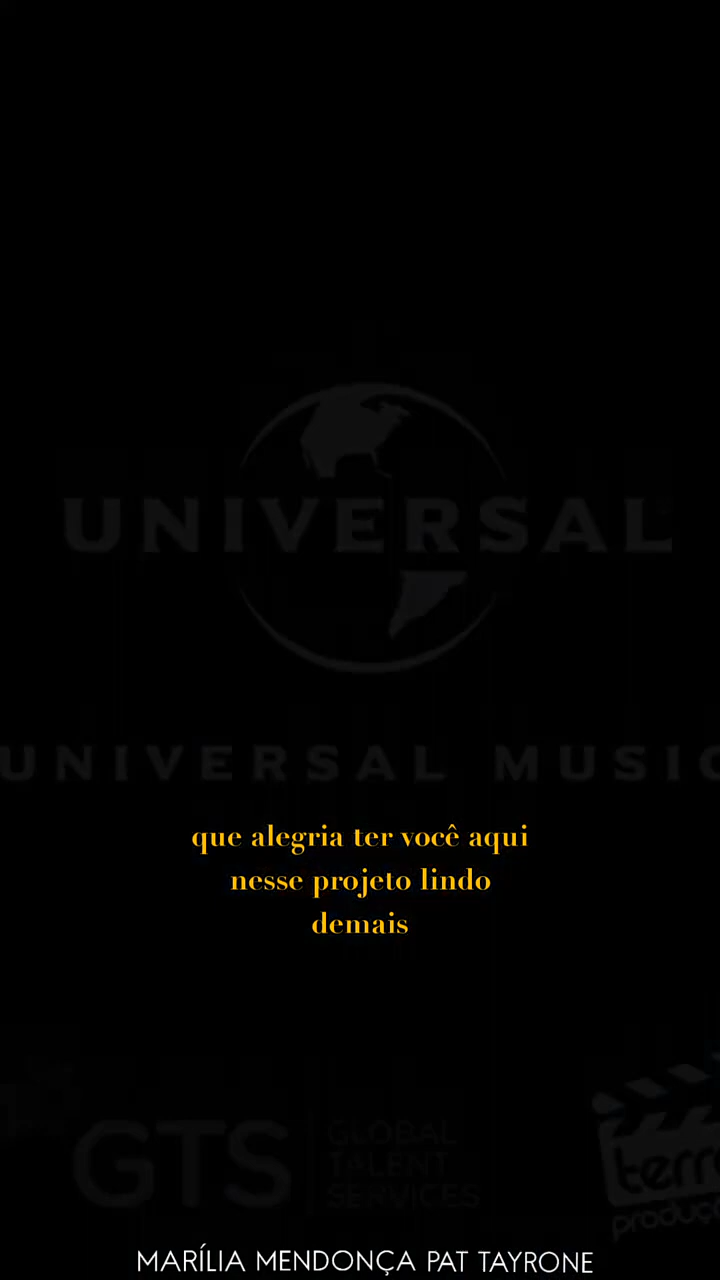 UNIVERSAL
UNIVERSAL MUSIC
que alegria ter você aqui
nesse projeto lindo
demais
GTS
GLOBAL
TALENT
SERVICES
MARÍLIA MENDONÇA PAT TAYRONE